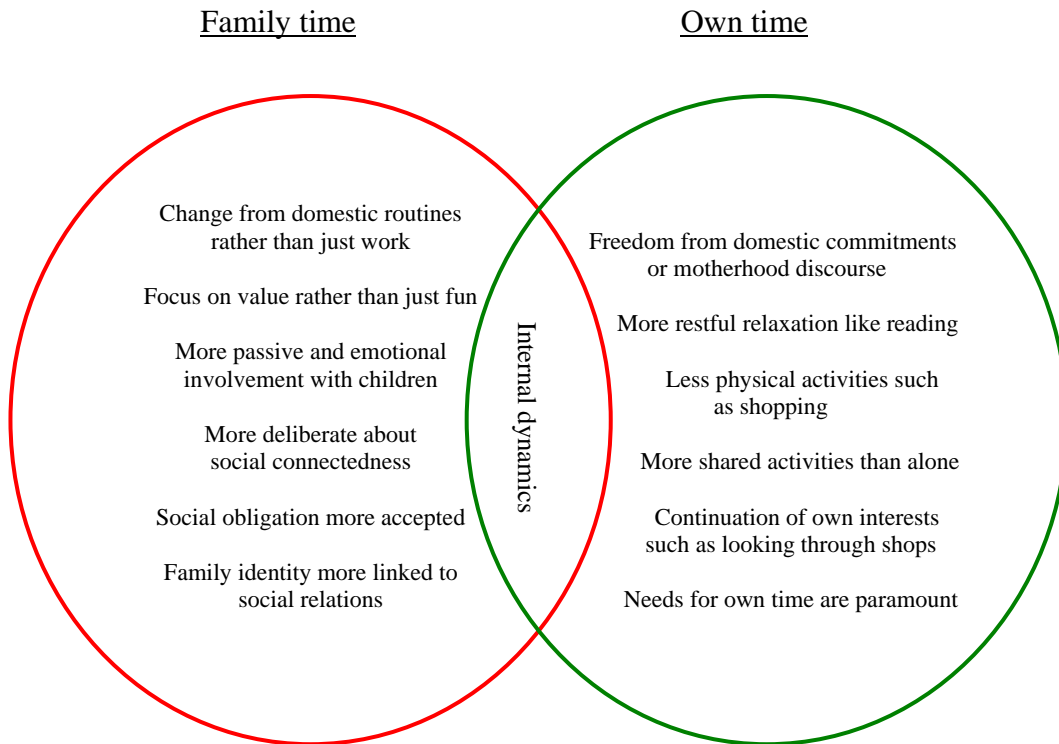 Family time
Own time
Change from domestic routines
rather than just work
Focus on value rather than just fun
More passive and emotional
involvement with children
More deliberate about
social connectedness
Social obligation more accepted
Family identity more linked to
social relations
Internal dynamics
Freedom from domestic commitments
or motherhood discourse
More restful relaxation like reading
Less physical activities such
as shopping
More shared activities than alone
Continuation of own interests
such as looking through shops
Needs for own time are paramount